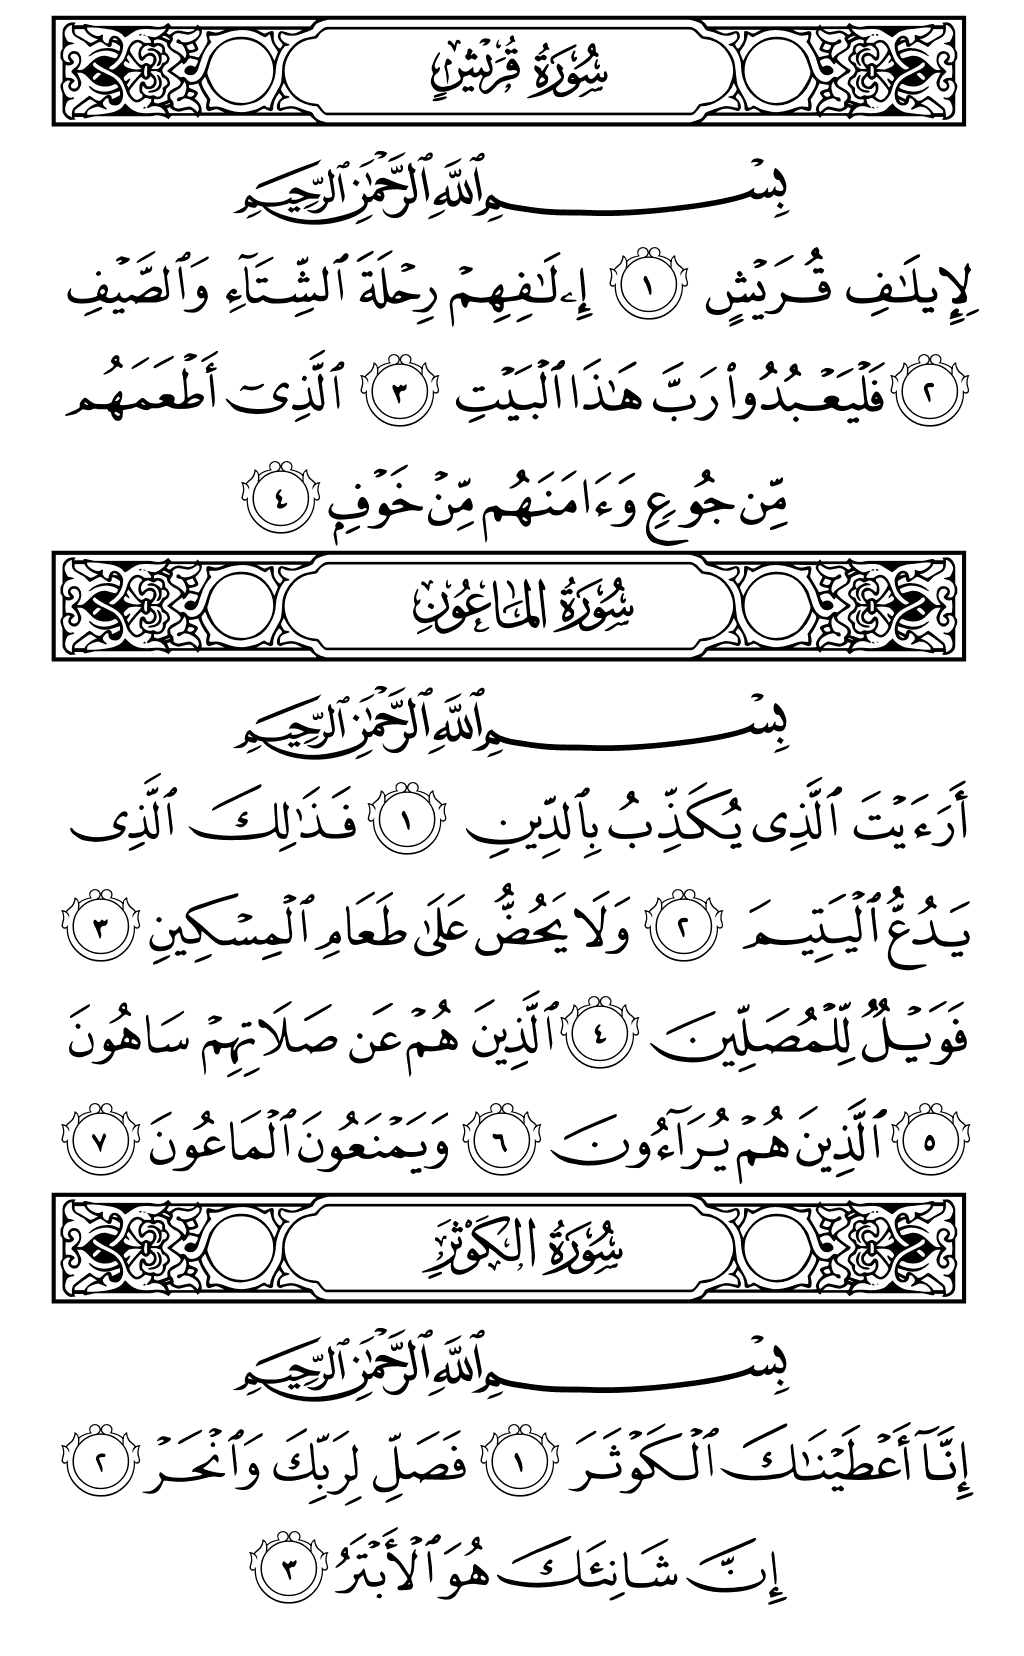 سُورَةُ قُرَيۡشٍ
بِسۡمِ ٱللَّهِ ٱلرَّحۡمَٰنِ ٱلرَّحِيمِ
لِإِيلَٰفِ قُرَيۡشٍ ١ إِۦلَٰفِهِمۡ رِحۡلَةَ ٱلشِّتَآءِ وَٱلصَّيۡفِ
٢ فَلۡيَعۡبُدُواْ رَبَّ هَٰذَا ٱلۡبَيۡتِ ٣ ٱلَّذِيٓ أَطۡعَمَهُم
مِّن جُوعٖ وَءَامَنَهُم مِّنۡ خَوۡفِۭ ٤
سُورَةُ المَاعُونِ
بِسۡمِ ٱللَّهِ ٱلرَّحۡمَٰنِ ٱلرَّحِيمِ
أَرَءَيۡتَ ٱلَّذِي يُكَذِّبُ بِٱلدِّينِ ١ فَذَٰلِكَ ٱلَّذِي
يَدُعُّ ٱلۡيَتِيمَ ٢ وَلَا يَحُضُّ عَلَىٰ طَعَامِ ٱلۡمِسۡكِينِ ٣
فَوَيۡلٞ لِّلۡمُصَلِّينَ ٤ ٱلَّذِينَ هُمۡ عَن صَلَاتِهِمۡ سَاهُونَ
٥ ٱلَّذِينَ هُمۡ يُرَآءُونَ ٦ وَيَمۡنَعُونَ ٱلۡمَاعُونَ ٧
سُورَةُ الكَوۡثَرِ
بِسۡمِ ٱللَّهِ ٱلرَّحۡمَٰنِ ٱلرَّحِيمِ
إِنَّآ أَعۡطَيۡنَٰكَ ٱلۡكَوۡثَرَ ١ فَصَلِّ لِرَبِّكَ وَٱنۡحَرۡ ٢
إِنَّ شَانِئَكَ هُوَ ٱلۡأَبۡتَرُ ٣